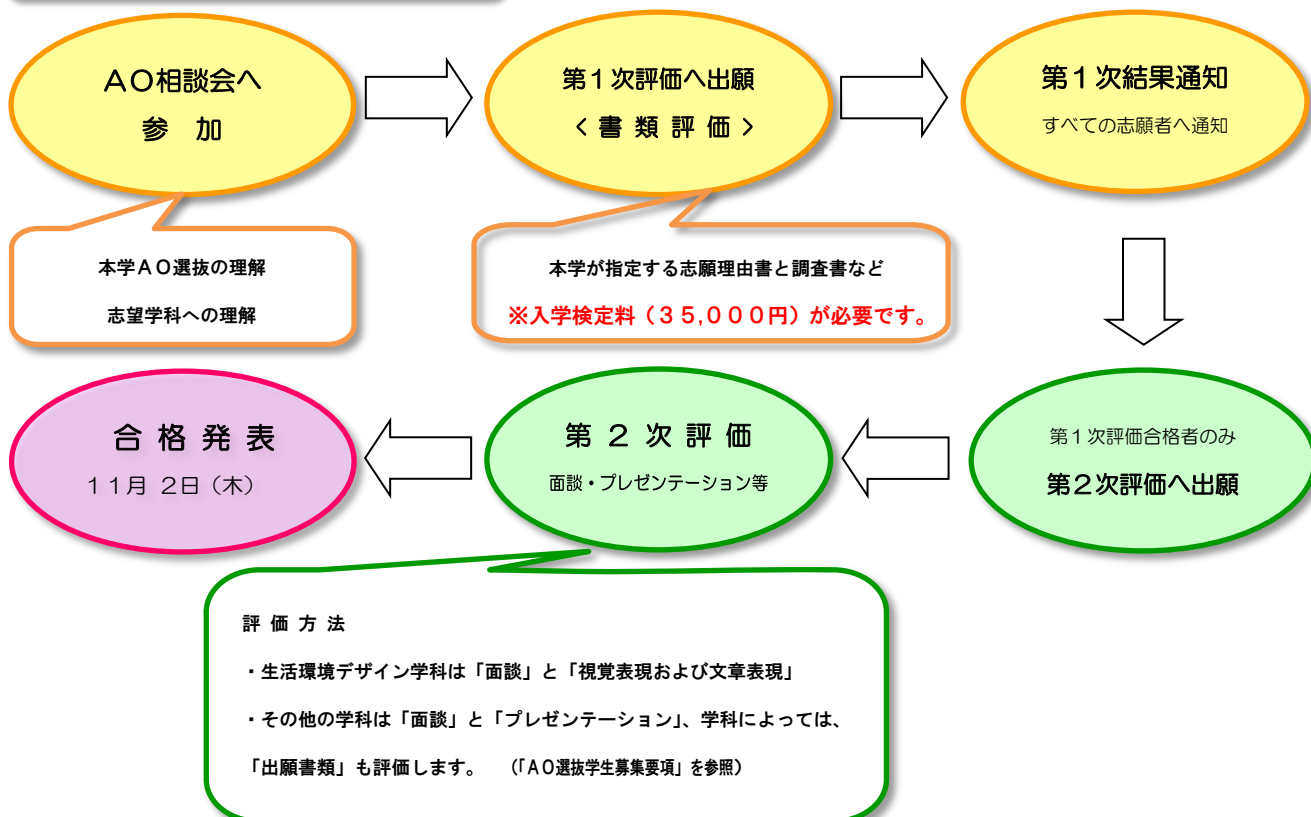 AO相談会へ
参　加
第1次評価へ出願
＜書類評価＞
第1次結果通知
すべての志願者へ通知
本学AO選抜の理解
志望学科への理解
本学が指定する志願理由書と調査書など
※入学検定料（35,000円）が必要です。
第1次評価合格者のみ
第2次評価へ出願
第2次評価
面談・プレゼンテーション等
合格発表
11月 2日（木）
評価方法
・生活環境デザイン学科は「面談」と「視覚表現および文章表現」
・その他の学科は「面談」と「プレゼンテーション」、学科によっては、
「出願書類」も評価します。　（「AO選抜学生募集要項」を参照）